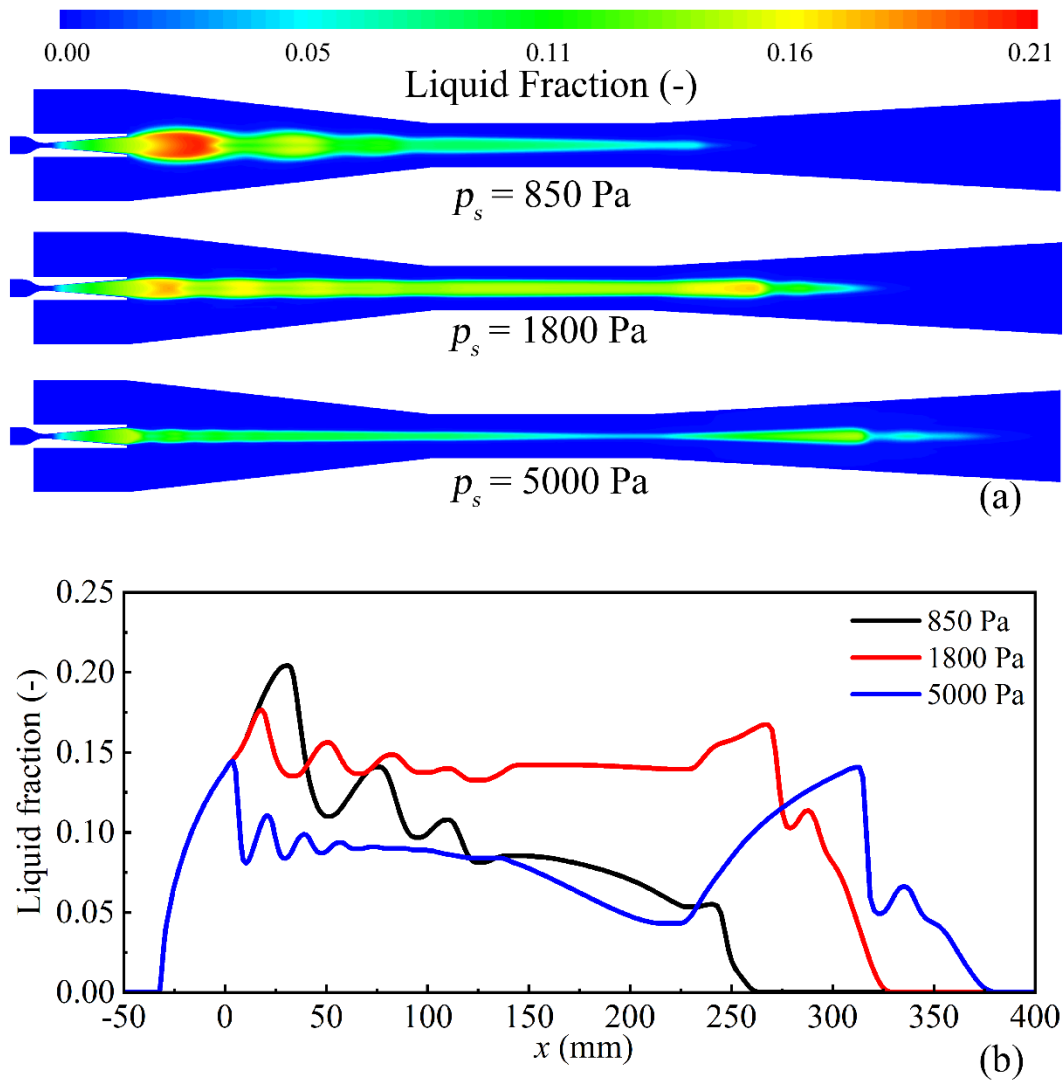 0.00 0.05 0.11 0.16 0.21
Liquid Fraction (-)
pₛ = 850 Pa
pₛ = 1800 Pa
pₛ = 5000 Pa
(a)
0.25
0.20
0.15
0.10
0.05
0.00
Liquid fraction (-)
850 Pa
1800 Pa
5000 Pa
-50 0 50 100 150 200 250 300 350 400
x (mm)
(b)